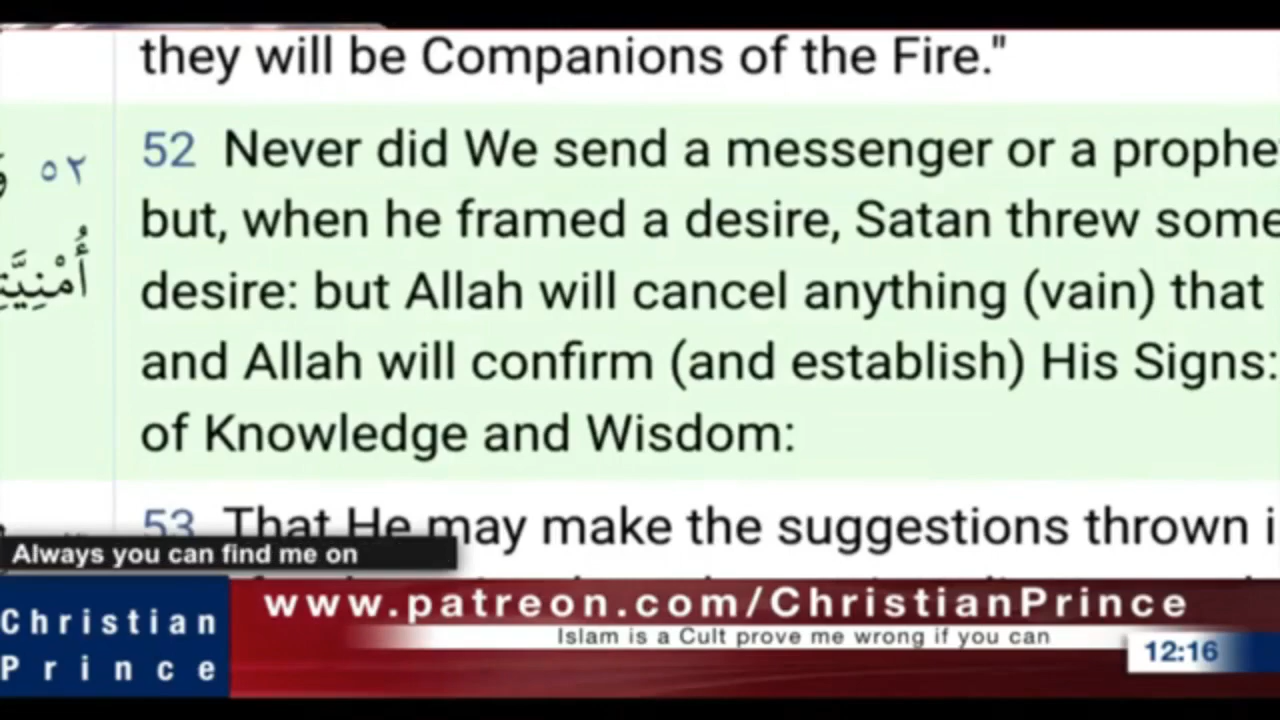 they will be Companions of the Fire."
٥٢
52 Never did We send a messenger or a prophe
but, when he framed a desire, Satan threw some
desire: but Allah will cancel anything (vain) that
and Allah will confirm (and establish) His Signs:
of Knowledge and Wisdom:
53 That He may make the suggestions thrown i
Always you can find me on
www.patreon.com/ChristianPrince
Islam is a Cult prove me wrong if you can
Christian
Prince
12:16